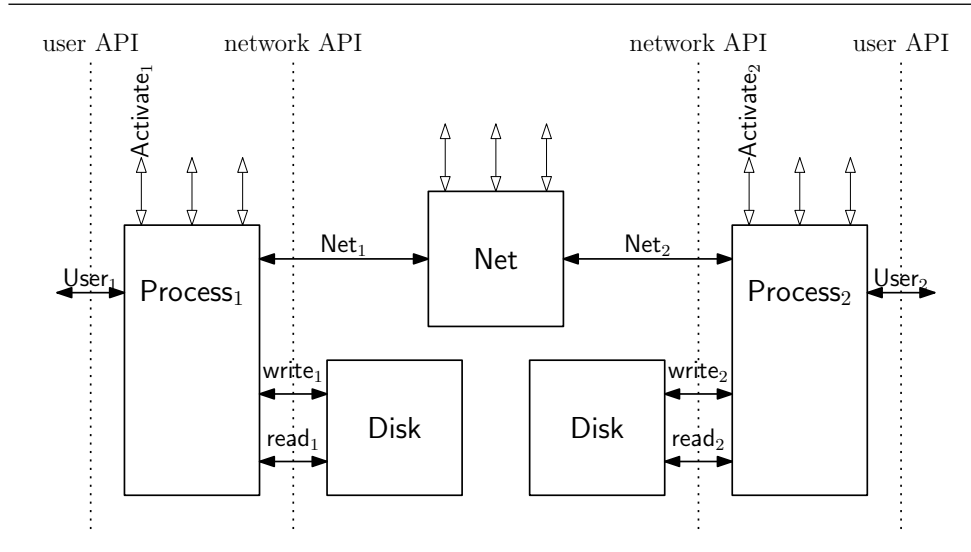 user API
network API
network API
user API
Activate₁
Activate₂
Net₁
Net
Net₂
User₁
Process₁
Process₂
User₂
write₁
write₂
Disk
Disk
read₁
read₂